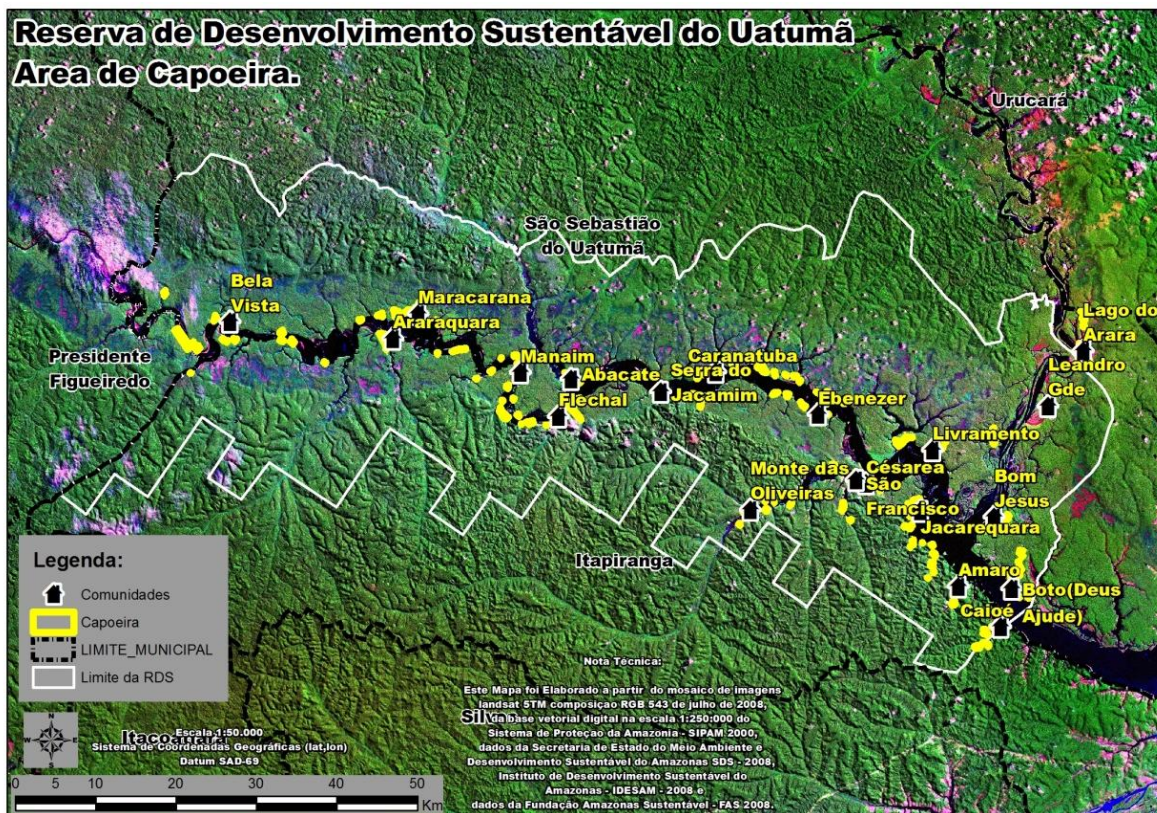 Reserva de Desenvolvimento Sustentável do Uatumã
Area de Capoeira.
Urucará
São Sebastião
do Uatumã
Bela
Vista
Maracarana
Araraquara
Lago do
Arara
Presidente
Figueiredo
Manaim
Abacate
Flechal
Caranatuba
Serra do
Jacamim
Leandro
Gde
Ebenezer
Livramento
Monte das
Oliveiras
Césarea
São
Francisco
Bom
Jesus
Jacarequara
Itapiranga
Amaro
Boto(Deus
Ajude)
Caioé
Legenda:
Comunidades
Capoeira
LIMITE_MUNICIPAL
Limite da RDS
Nota Técnica:
Este Mapa foi Elaborado a partir do mosaico de imagens
landsat 5TM composição RGB 543 de julho de 2008,
da base vetorial digital na escala 1:250:000 do
Sistema de Proteção da Amazonia - SIPAM 2000,
dados da Secretaria de Estado do Meio Ambiente e
Desenvolvimento Sustentável do Amazonas SDS - 2008,
Instituto de Desenvolvimento Sustentável do
Amazonas - IDESAM - 2008 e
dados da Fundação Amazonas Sustentável - FAS 2008.
N
W E
S
Escala 1:50.000
Sistema de Coordenadas Geográficas (lat,lon)
Datum SAD-69
0 5 10 20 30 40 50
Km